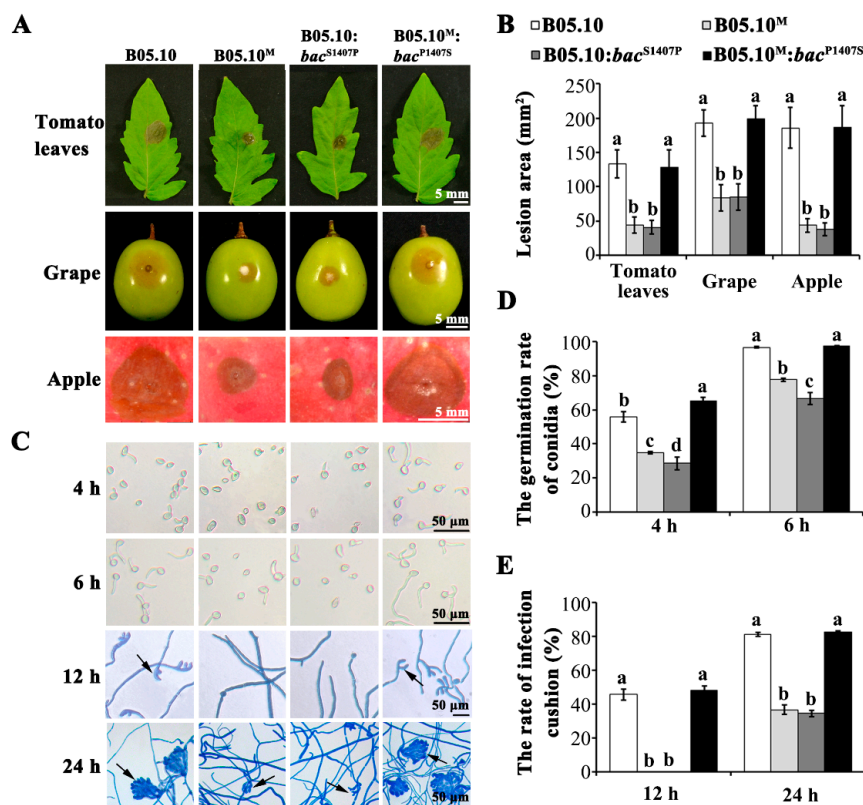 A
B05.10
B05.10M
B05.10:
bacS1407P
B05.10M:
bacP1407S
Tomato
leaves
5 mm
Grape
5 mm
Apple
5 mm
B
B05.10
B05.10M
B05.10:bacS1407P
B05.10M:bacP1407S
Lesion area (mm2)
250
200
150
100
50
0
a
b
b
a
a
b
b
a
a
b
b
a
Tomato
leaves
Grape
Apple
C
4 h
50 μm
6 h
50 μm
12 h
50 μm
24 h
50 μm
D
The germination rate
of conidia (%)
100
80
60
40
20
0
b
c
d
a
a
b
c
a
4 h
6 h
E
The rate of infection
cushion (%)
100
80
60
40
20
0
a
b
b
a
a
b
b
a
12 h
24 h